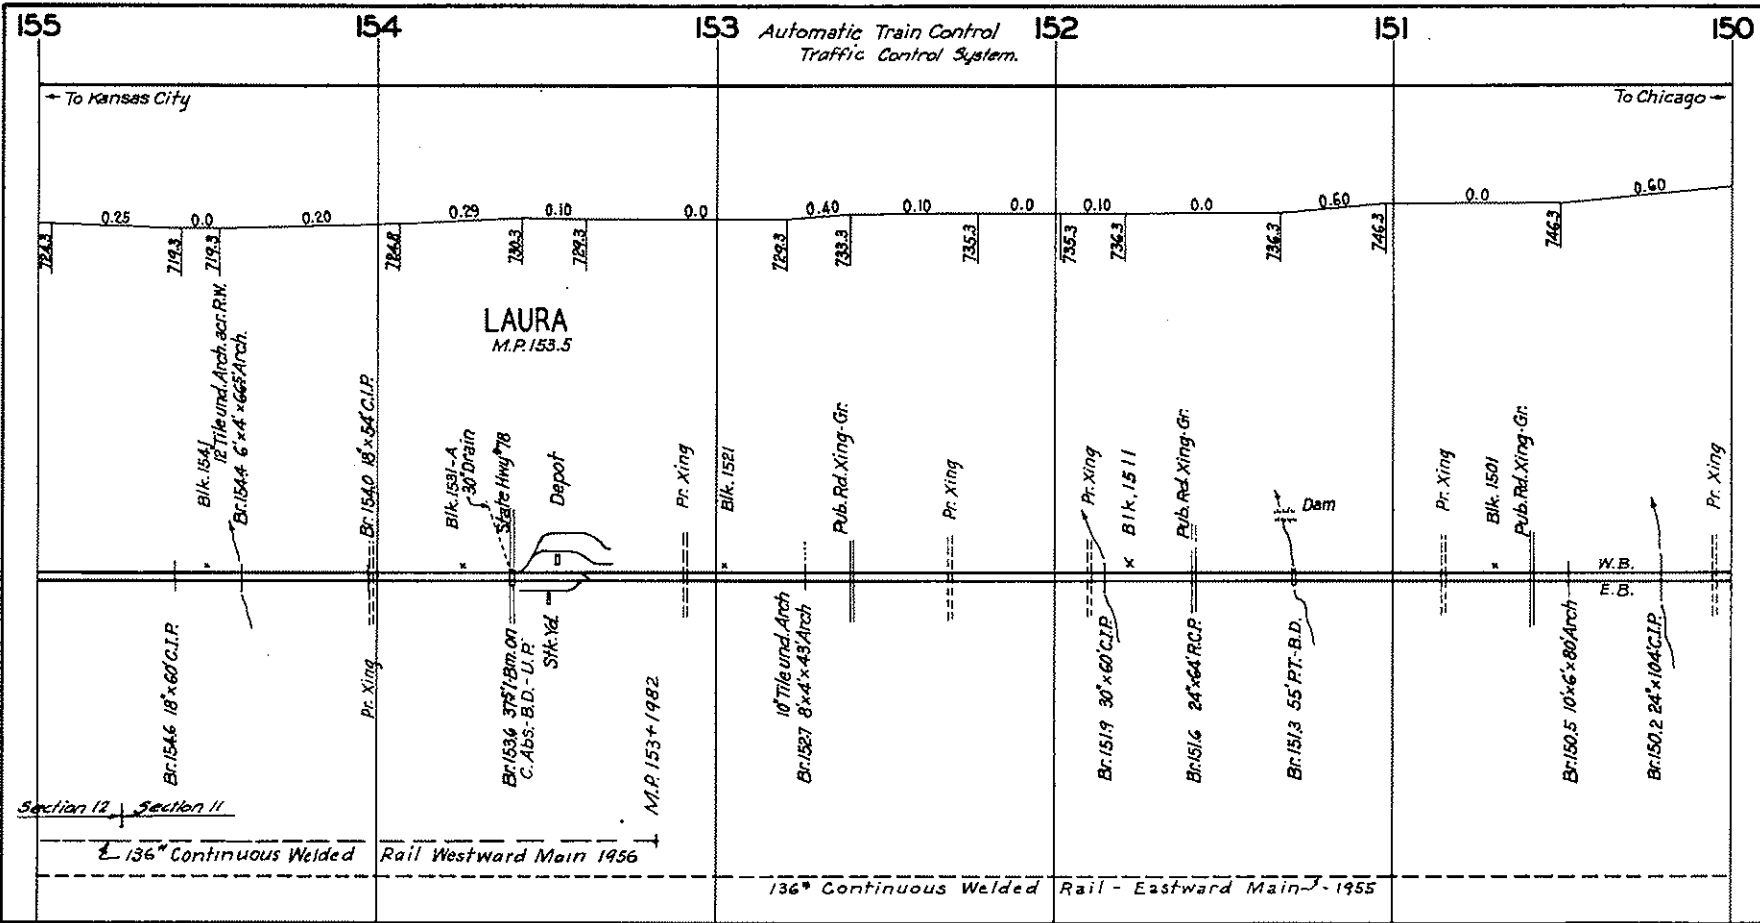 155 154 153 152 151 150
Automatic Train Control
Traffic Control System.
← To Kansas City
To Chicago →
0.25 0.0 0.20 0.29 0.10 0.0 0.40 0.10 0.0 0.10 0.0 0.60 0.0 0.60
724.3 719.3 719.3 724.8 730.3 729.3 729.3 733.3 735.3 735.3 736.3 736.3 746.3 746.3
LAURA
M.P. 153.5
Blk. 1541
12" Tile und. Arch. acr. R.W.
Br. 154.4 6'x4'x66.5' Arch.
Br. 154.0 18"x54' C.I.P.
Blk. 1531-A
30" Drain
State Hwy #78
Depot
Pr. Xing
Blk. 1521
Pub. Rd. Xing-Gr.
Pr. Xing
Pr. Xing
Blk. 1511
Pub. Rd. Xing-Gr.
Dam
Pr. Xing
Blk. 1501
Pub. Rd. Xing-Gr.
Pr. Xing
W.B.
E.B.
Br. 154.6 18"x60' C.I.P.
Pr. Xing
C. Abs.-B.D.-U.P.
Stk. Yd.
M.P. 153+1982
10" Tile und. Arch
Br. 152.7 8'x4'x43' Arch
Br. 151.9 30"x60' C.I.P.
Br. 151.6 24"x64' R.C.P.
Br. 151.3 55' P.T.-B.D.
Br. 150.5 10'x6'x80' Arch
Br. 150.2 24"x104' C.I.P.
Section 12 Section 11
136# Continuous Welded Rail Westward Main 1956
136# Continuous Welded Rail - Eastward Main - 1955